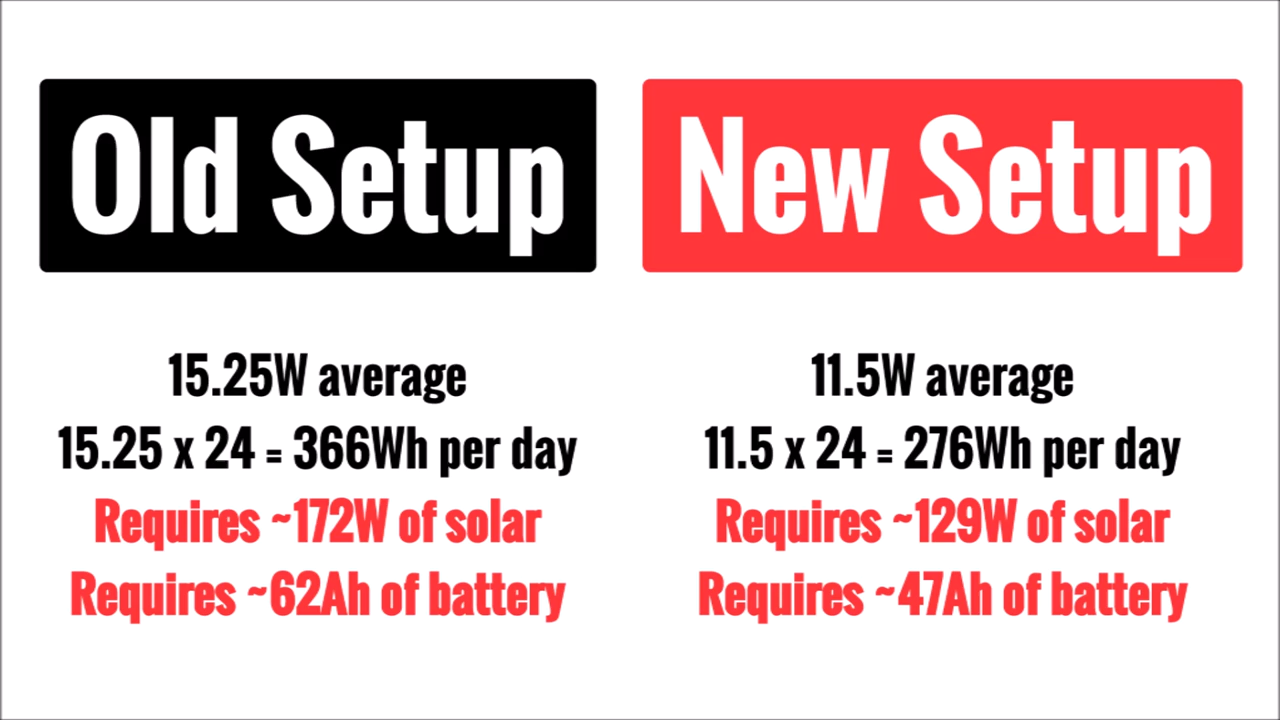 Old Setup
15.25W average
15.25 x 24 = 366Wh per day
Requires ~172W of solar
Requires ~62Ah of battery
New Setup
11.5W average
11.5 x 24 = 276Wh per day
Requires ~129W of solar
Requires ~47Ah of battery